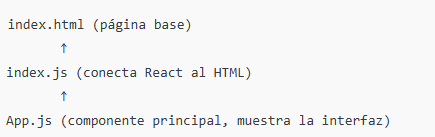 index.html (página base)
↑
index.js (conecta React al HTML)
↑
App.js (componente principal, muestra la interfaz)